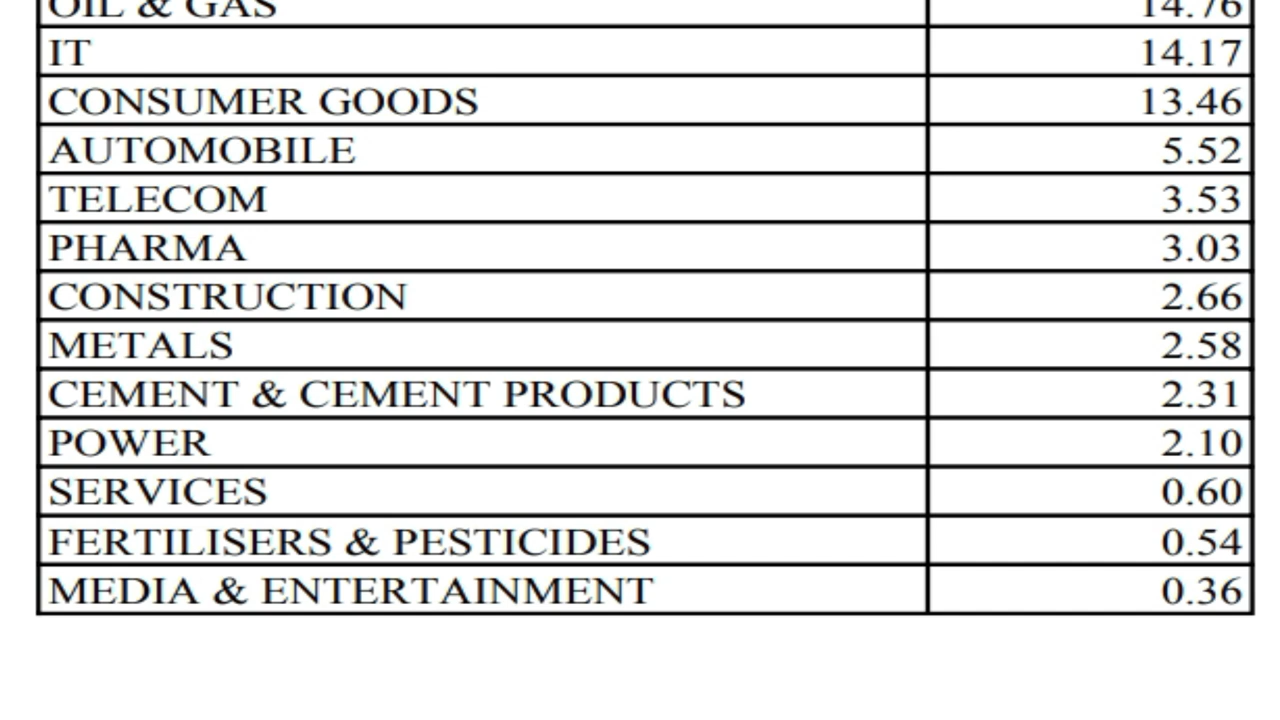 OIL & GAS 14.76
IT 14.17
CONSUMER GOODS 13.46
AUTOMOBILE 5.52
TELECOM 3.53
PHARMA 3.03
CONSTRUCTION 2.66
METALS 2.58
CEMENT & CEMENT PRODUCTS 2.31
POWER 2.10
SERVICES 0.60
FERTILISERS & PESTICIDES 0.54
MEDIA & ENTERTAINMENT 0.36